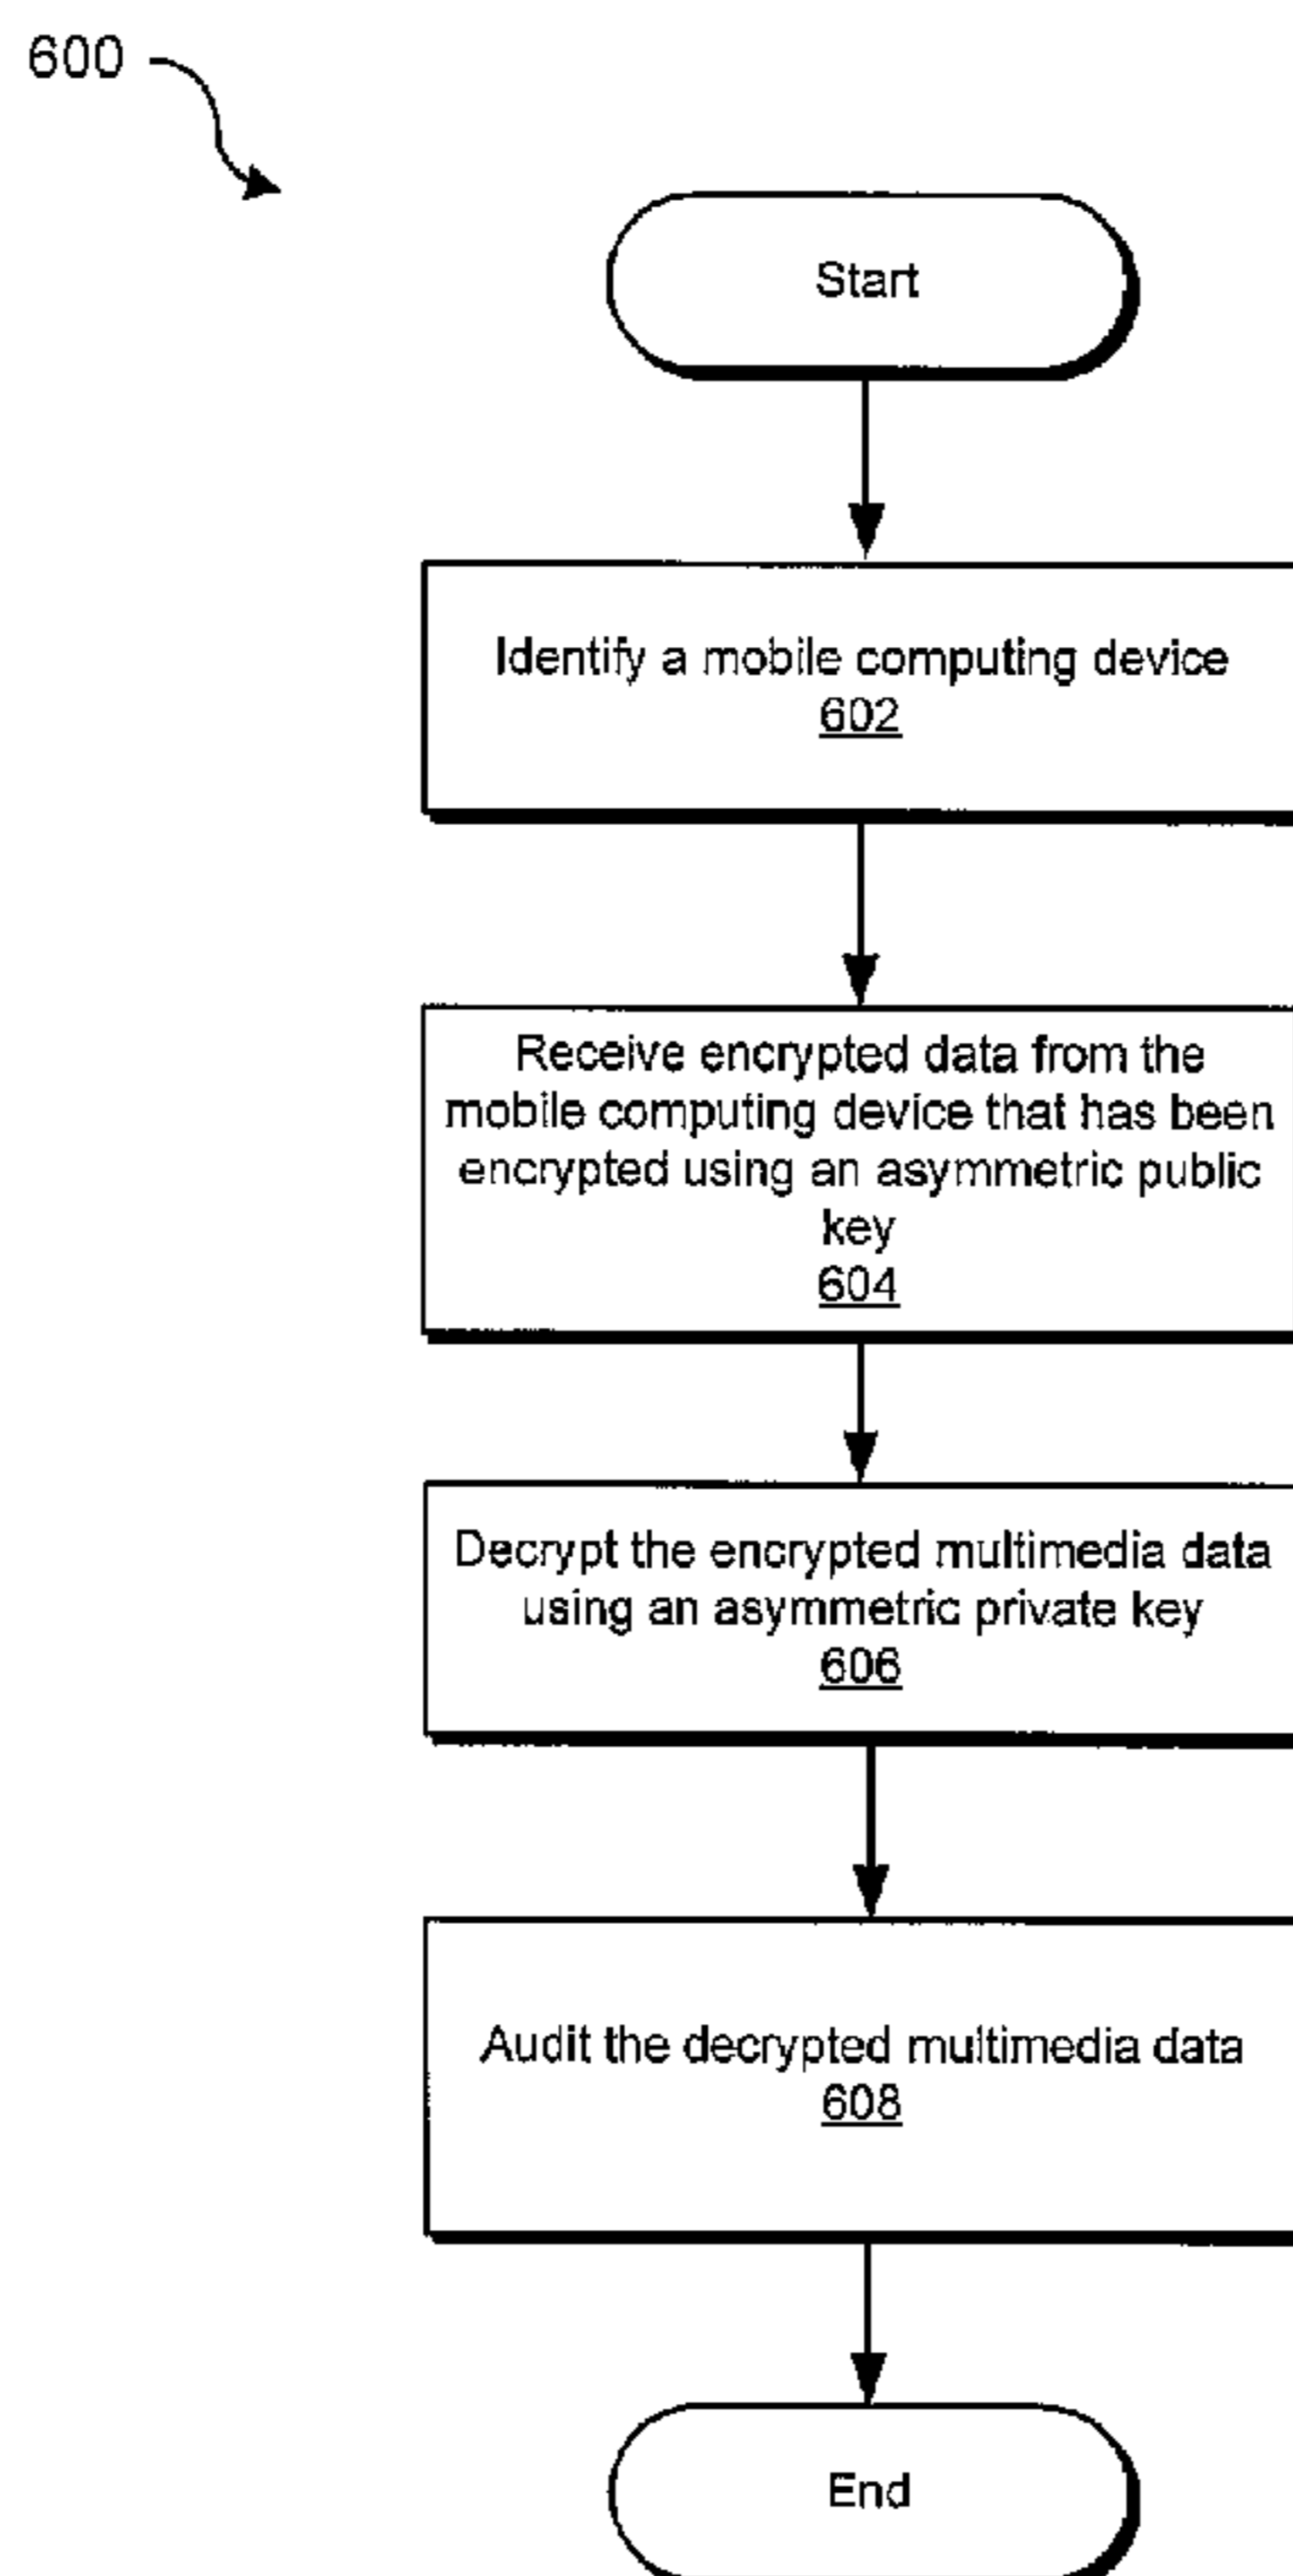 600
Start
Identify a mobile computing device
602
Receive encrypted data from the
mobile computing device that has been
encrypted using an asymmetric public
key
604
Decrypt the encrypted multimedia data
using an asymmetric private key
606
Audit the decrypted multimedia data
608
End